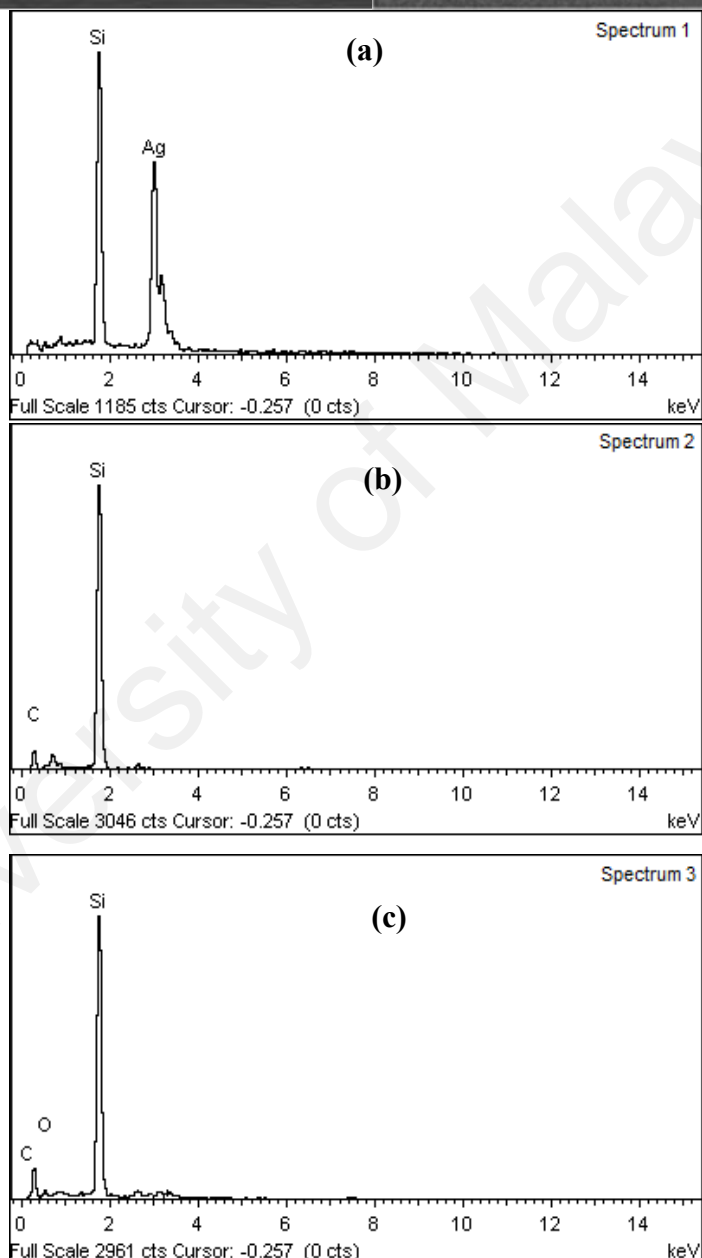 Spectrum 1
(a)
Si
Ag
0 2 4 6 8 10 12 14
Full Scale 1185 cts Cursor: -0.257 (0 cts) keV
Spectrum 2
(b)
Si
C
0 2 4 6 8 10 12 14
Full Scale 3046 cts Cursor: -0.257 (0 cts) keV
Spectrum 3
(c)
Si
O
C
0 2 4 6 8 10 12 14
Full Scale 2961 cts Cursor: -0.257 (0 cts) keV
versity of Malay